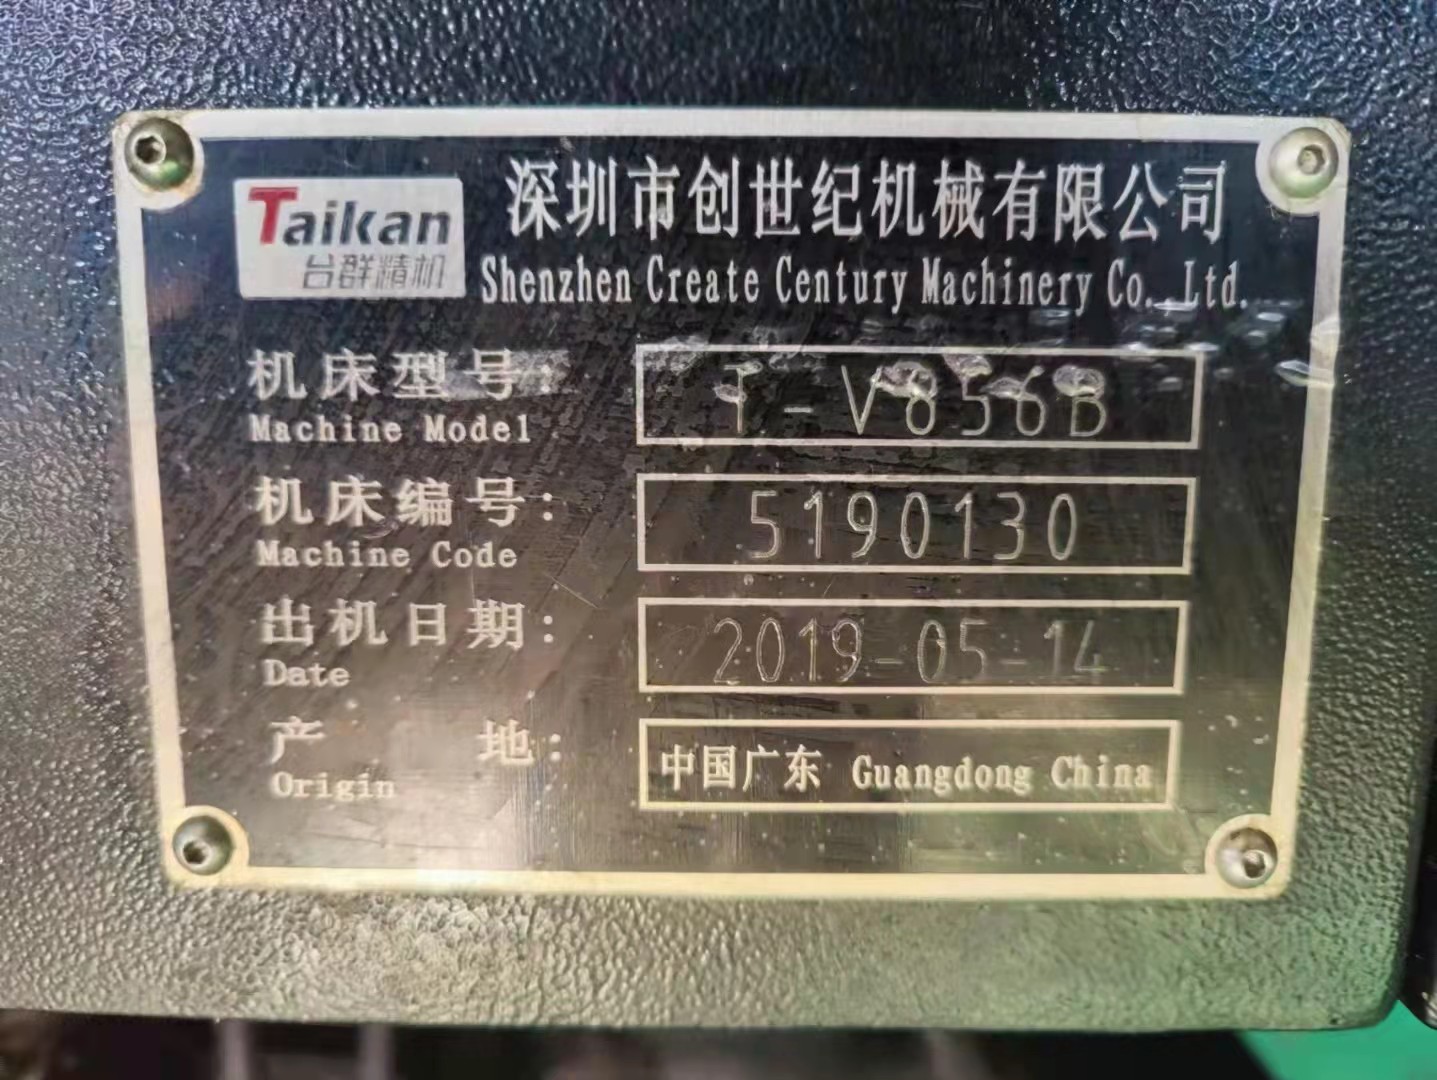 Taikan
台群精机
深圳市创世纪机械有限公司
Shenzhen Create Century Machinery Co., Ltd.
机床型号: T-V856B
Machine Model
机床编号: 5190130
Machine Code
出机日期: 2019-05-14
Date
产 地: 中国广东 Guangdong China
Origin